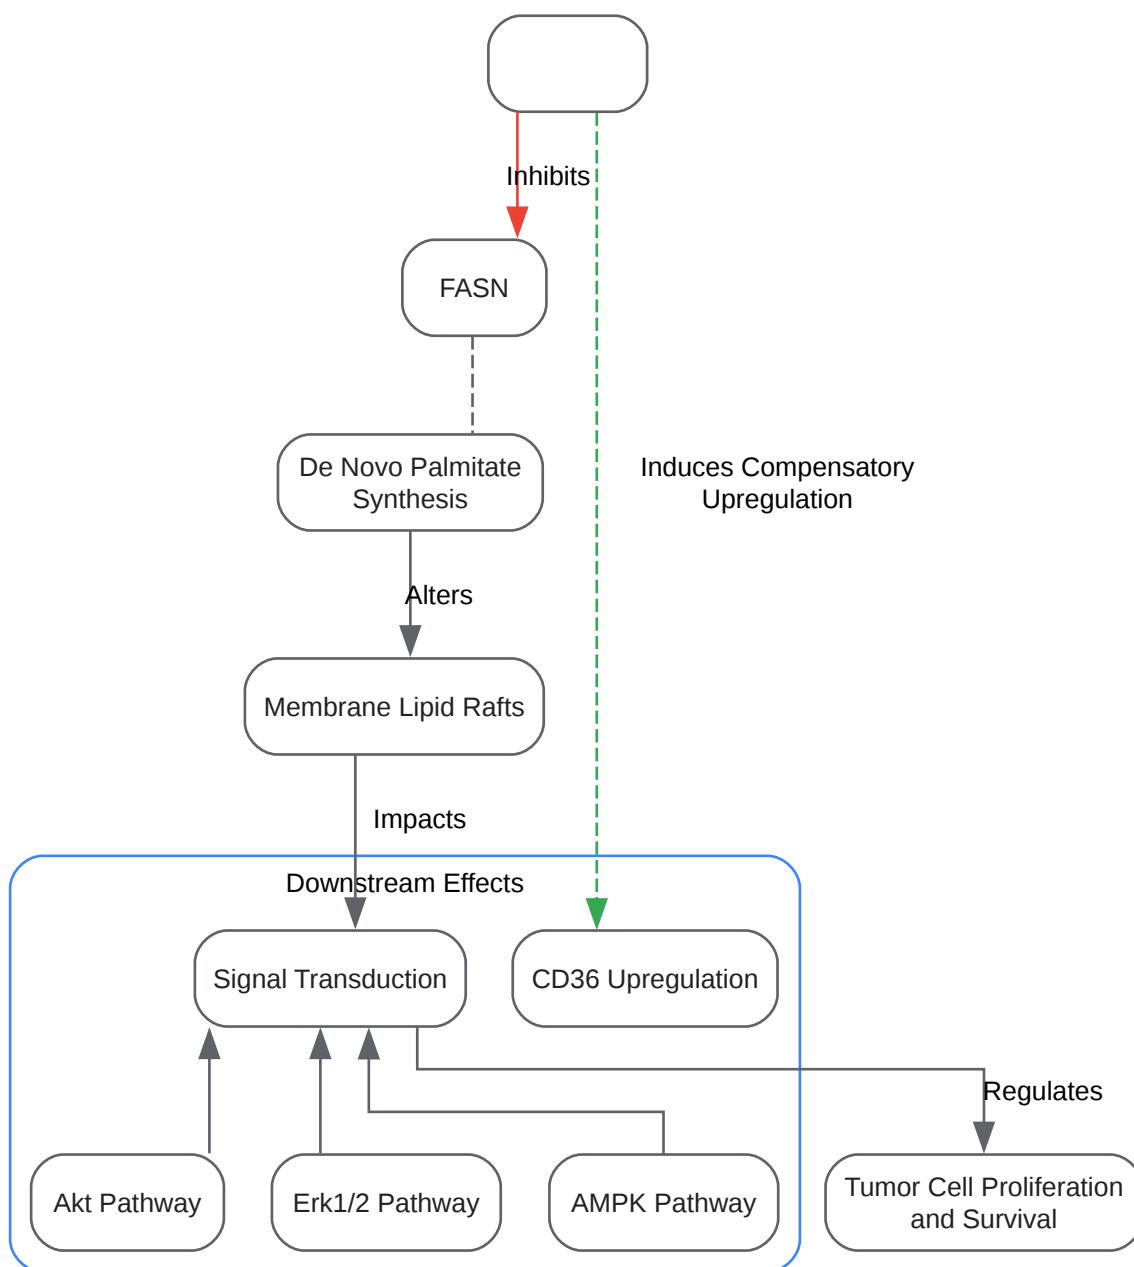 Inhibits
FASN
De Novo Palmitate
Synthesis
Induces Compensatory
Upregulation
Alters
Membrane Lipid Rafts
Impacts
Downstream Effects
Signal Transduction
CD36 Upregulation
Regulates
Akt Pathway
Erk1/2 Pathway
AMPK Pathway
Tumor Cell Proliferation
and Survival